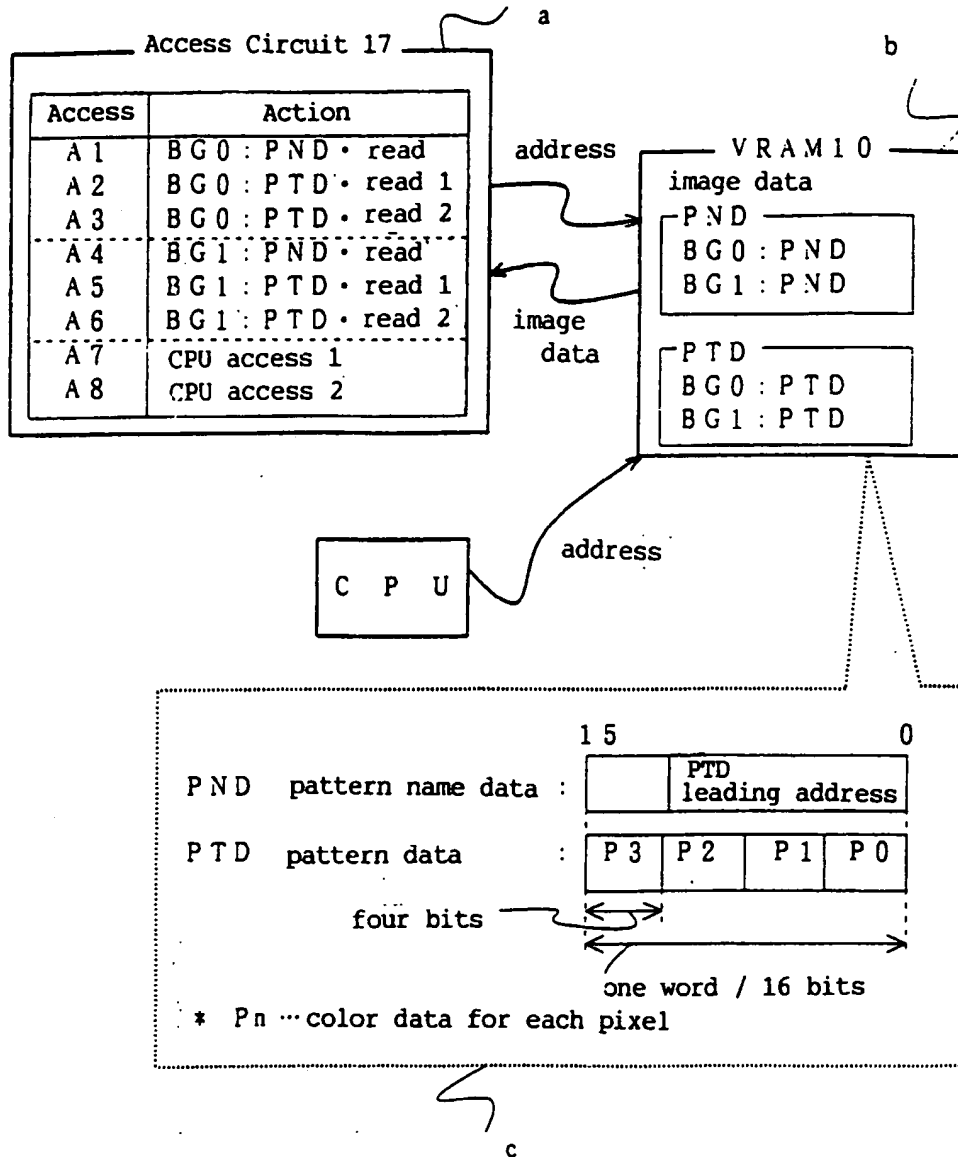 a
Access Circuit 17
b
Access Action
A1 BG0:PND・read
A2 BG0:PTD・read 1
A3 BG0:PTD・read 2
A4 BG1:PND・read
A5 BG1:PTD・read 1
A6 BG1:PTD・read 2
A7 CPU access 1
A8 CPU access 2
address
image
data
VRAM10
image data
PND
BG0:PND
BG1:PND
PTD
BG0:PTD
BG1:PTD
CPU
address
15 0
PND pattern name data :
PTD
leading address
PTD pattern data : P3 P2 P1 P0
four bits
one word / 16 bits
* Pn …color data for each pixel
c